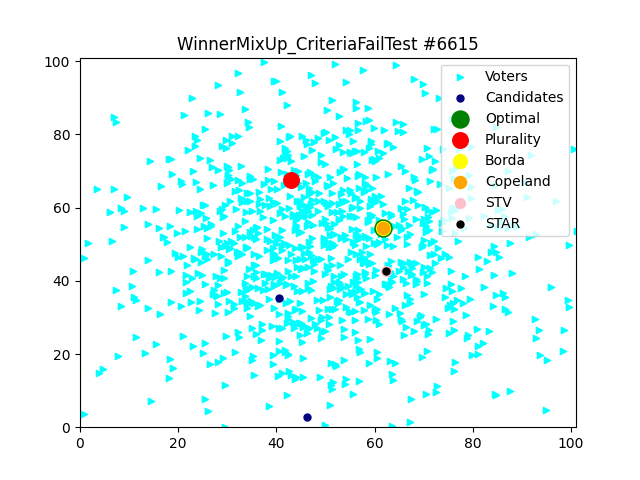 WinnerMixUp_CriteriaFailTest #6615
100
80
60
40
20
0
0 20 40 60 80 100
Voters
Candidates
Optimal
Plurality
Borda
Copeland
STV
STAR